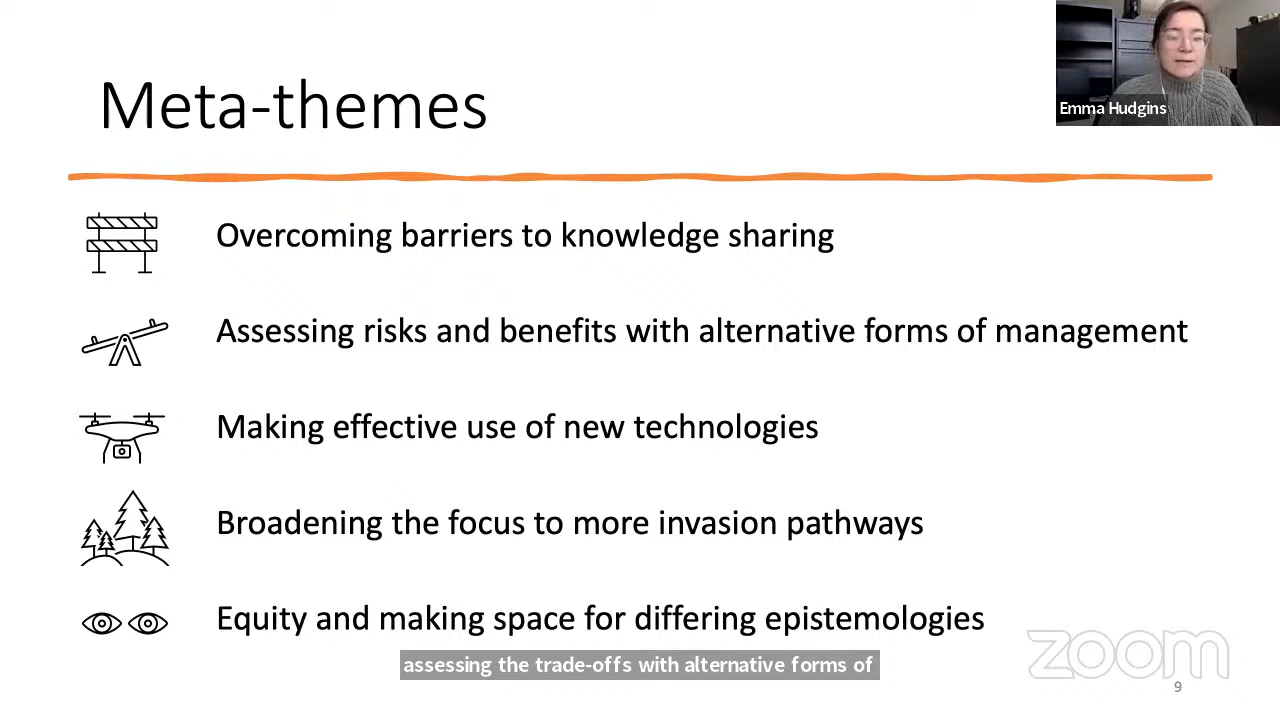 Emma Hudgins
Meta-themes
Overcoming barriers to knowledge sharing
Assessing risks and benefits with alternative forms of management
Making effective use of new technologies
Broadening the focus to more invasion pathways
Equity and making space for differing epistemologies
assessing the trade-offs with alternative forms of
zoom
9